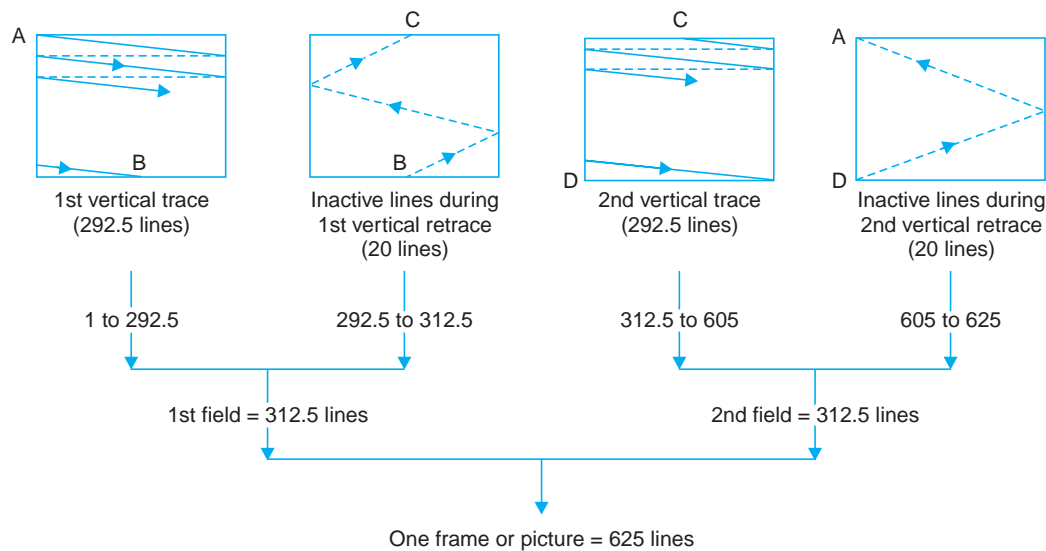 A
C
C
A
B
B
D
D
1st vertical trace
(292.5 lines)
Inactive lines during
1st vertical retrace
(20 lines)
2nd vertical trace
(292.5 lines)
Inactive lines during
2nd vertical retrace
(20 lines)
1 to 292.5
292.5 to 312.5
312.5 to 605
605 to 625
1st field = 312.5 lines
2nd field = 312.5 lines
One frame or picture = 625 lines